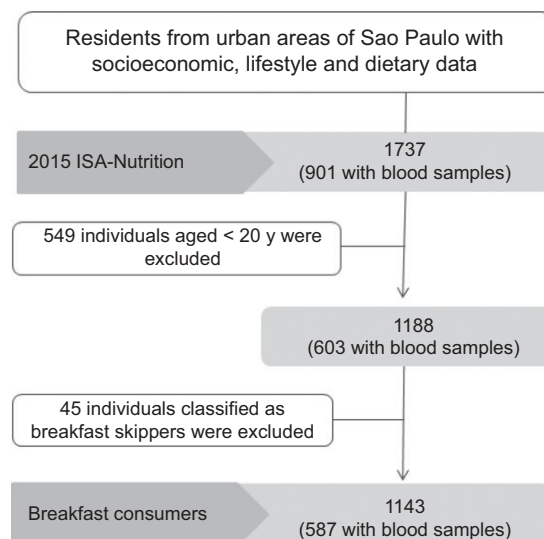 Residents from urban areas of Sao Paulo with
socioeconomic, lifestyle and dietary data
2015 ISA-Nutrition
1737
(901 with blood samples)
549 individuals aged < 20 y were
excluded
1188
(603 with blood samples)
45 individuals classified as
breakfast skippers were excluded
Breakfast consumers
1143
(587 with blood samples)